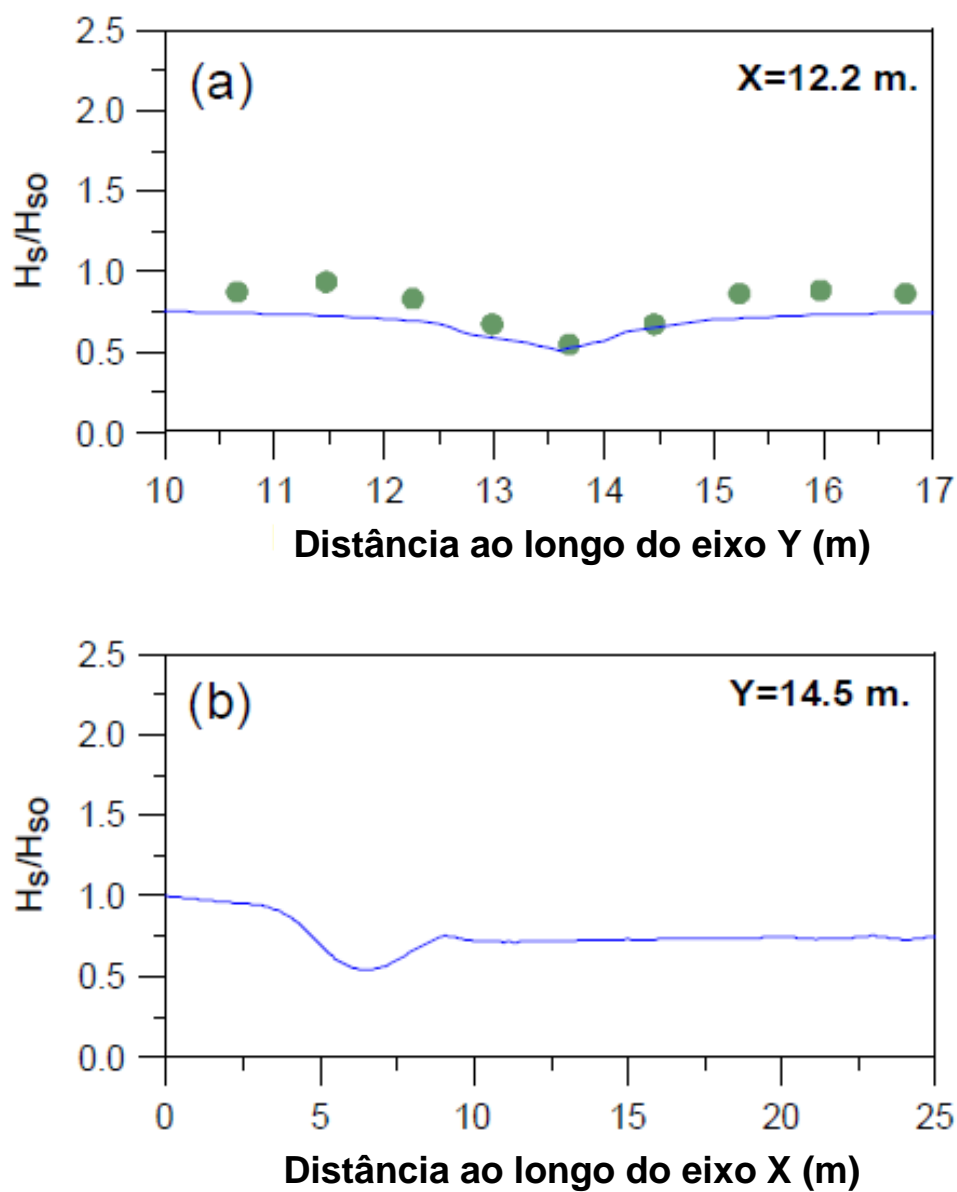 2.5
(a)
X=12.2 m.
2.0
1.5
HS/HSO
1.0
0.5
0.0
10 11 12 13 14 15 16 17
Distância ao longo do eixo Y (m)
2.5
(b)
Y=14.5 m.
2.0
1.5
HS/HSO
1.0
0.5
0.0
0 5 10 15 20 25
Distância ao longo do eixo X (m)